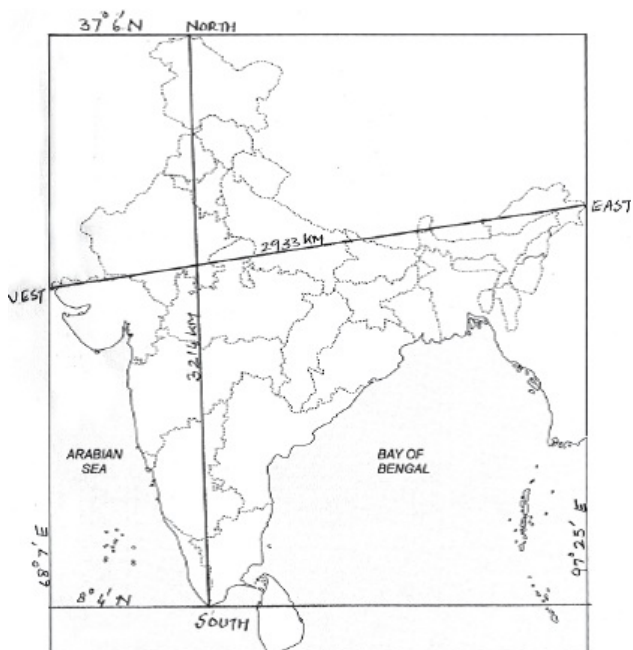 37° 6' N
NORTH
EAST
2933 KM
VEST
3214 KM
ARABIAN
SEA
BAY OF
BENGAL
68° 7' E
97° 25' E
8° 4' N
SOUTH